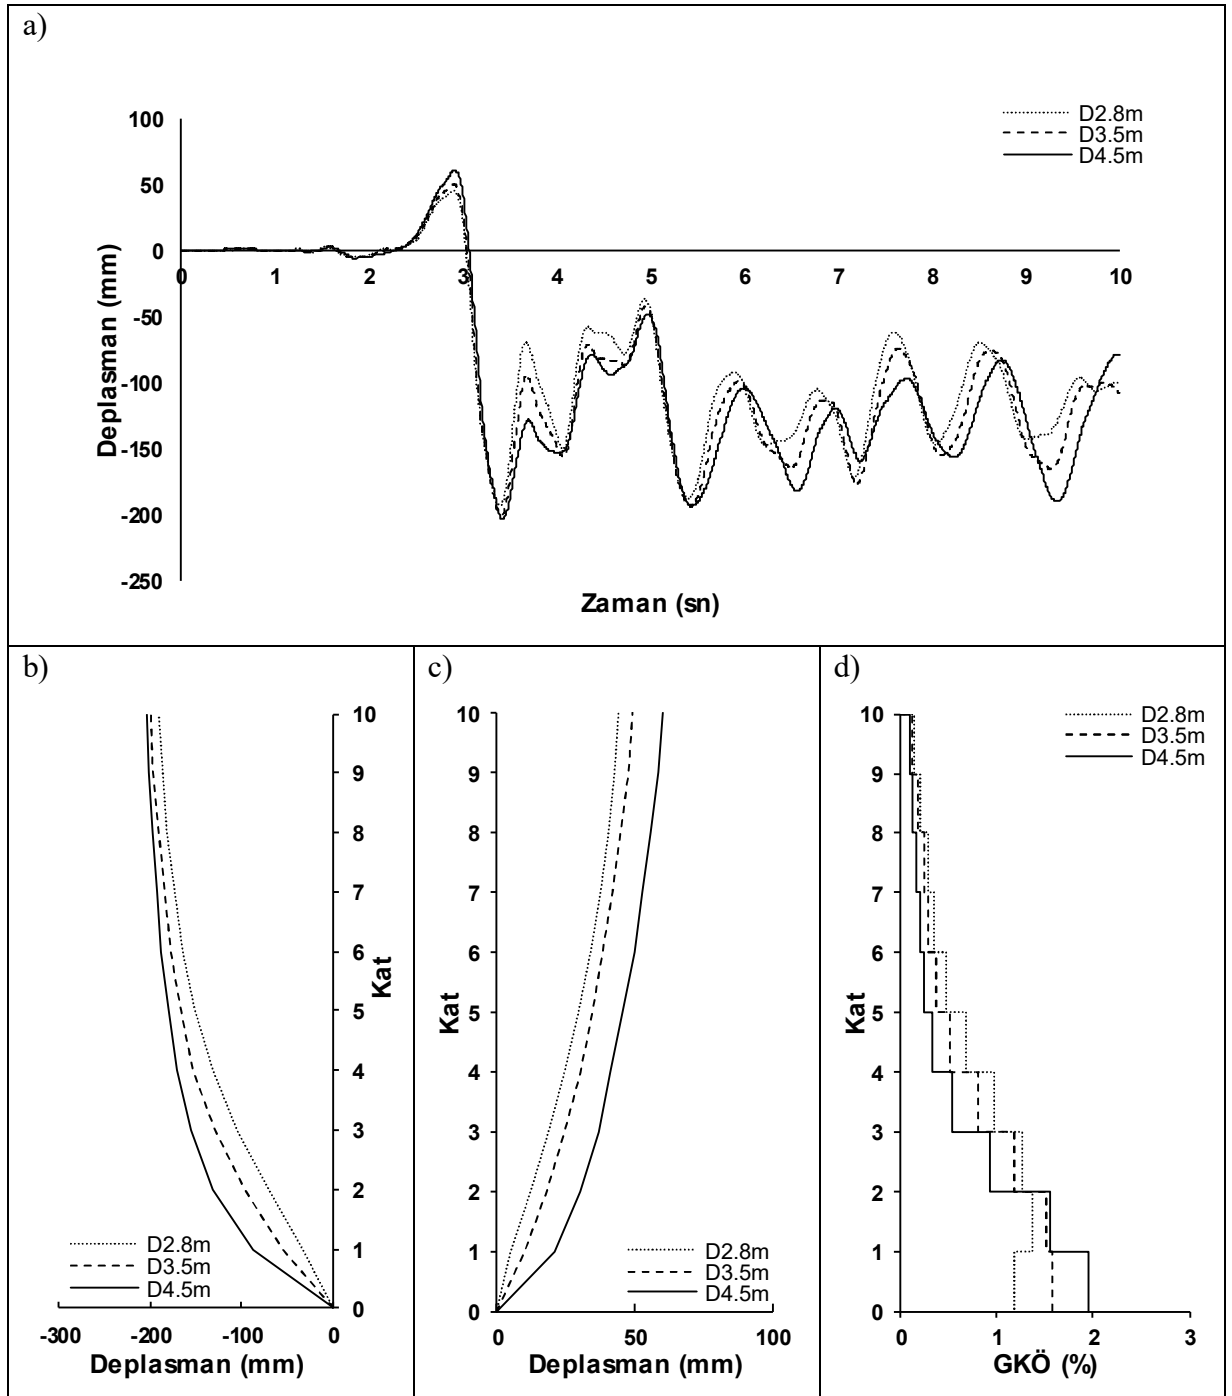 a)
D2.8m
D3.5m
D4.5m
100
50
0
-50
-100
-150
-200
-250
Deplasman (mm)
0 1 2 3 4 5 6 7 8 9 10
Zaman (sn)
b)
10
9
8
7
6
5
4
3
2
1
0
Kat
D2.8m
D3.5m
D4.5m
-300 -200 -100 0
Deplasman (mm)
c)
10
9
8
7
6
5
4
3
2
1
0
Kat
D2.8m
D3.5m
D4.5m
0 50 100
Deplasman (mm)
d)
D2.8m
D3.5m
D4.5m
10
9
8
7
6
5
4
3
2
1
0
Kat
0 1 2 3
GKÖ (%)